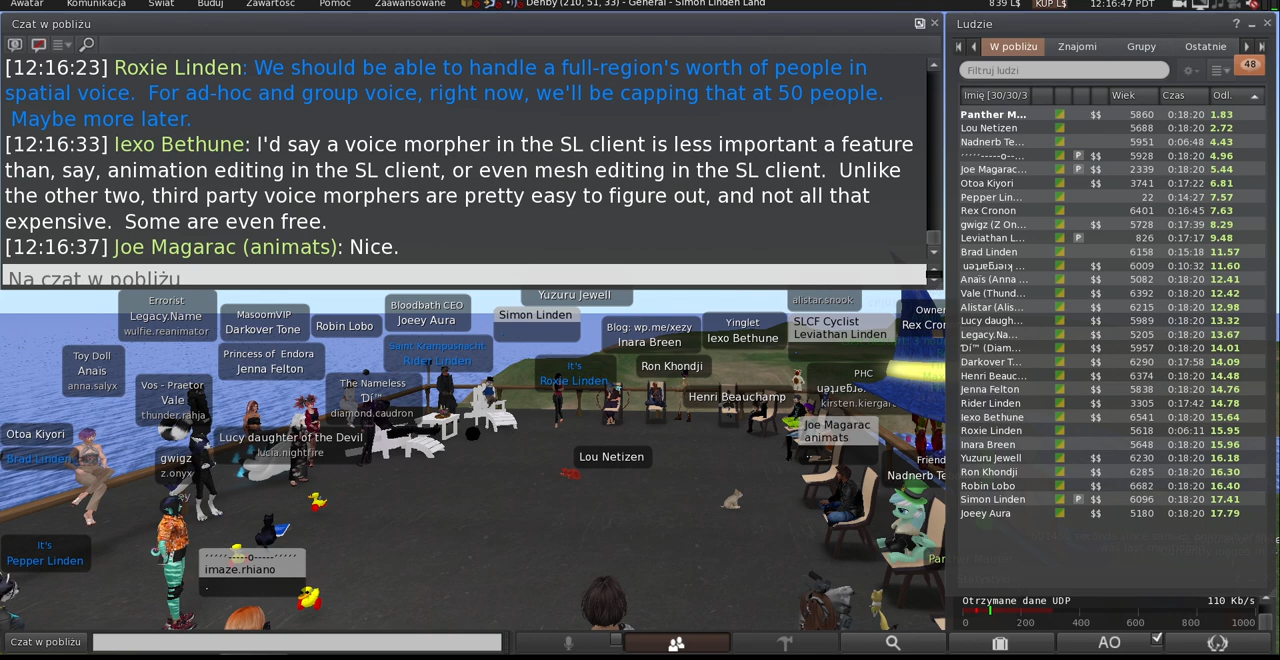 Awatar Komunikacja Świat Buduj Zawartość Pomoc Zaawansowane Denby (210, 51, 33) - General - Simon Linden Land 839 L$ KUP L$ 12:16:47 PDT
Czat w pobliżu
[12:16:23] Roxie Linden: We should be able to handle a full-region's worth of people in
spatial voice. For ad-hoc and group voice, right now, we'll be capping that at 50 people.
Maybe more later.
[12:16:33] Iexo Bethune: I'd say a voice morpher in the SL client is less important a feature
than, say, animation editing in the SL client, or even mesh editing in the SL client. Unlike
the other two, third party voice morphers are pretty easy to figure out, and not all that
expensive. Some are even free.
[12:16:37] Joe Magarac (animats): Nice.
Na czat w pobliżu
Errorist
Legacy.Name
wulfie.reanimator
MasoomVIP
Darkover Tone
Robin Lobo
Bloodbath CEO
Joeey Aura
Yuzuru Jewell
Simon Linden
alistar.snook
Owner
Rex Cron
Blog: wp.me/xezy
Inara Breen
Yinglet
Iexo Bethune
SLCF Cyclist
Leviathan Linden
Toy Doll
Anaïs
anna.salyx
Princess of Endora
Jenna Felton
Saint Krampusnacht
Rider Linden
It's
Roxie Linden
Ron Khondji
PHC
kirsten.kiergar
Vos - Praetor
Vale
thunder.rahja
The Nameless
Ɗí™
diamond.caudron
Henri Beauchamp
Joe Magarac
animats
Otoa Kiyori
Brad Linden
Lucy daughter of the Devil
lucia.nightfire
Lou Netizen
gwigz
z.onyx
Friend
Nadnerb Te
It's
Pepper Linden
imaze.rhiano
Pan
Czat w pobliżu
Ludzie
W pobliżu Znajomi Grupy Ostatnie
Filtruj ludzi 48
Imię [30/30/3 Wiek Czas Odl.
Panther M... $$ 5860 0:18:20 1.83
Lou Netizen 5688 0:18:20 2.72
Nadnerb Te... 5951 0:06:48 4.43
´´´´´-----o--... P $$ 5928 0:18:20 4.96
Joe Magarac... P $$ 2339 0:18:20 5.44
Otoa Kiyori $$ 3741 0:17:22 6.81
Pepper Lin... 22 0:14:27 7.57
Rex Cronon 6401 0:16:45 7.63
gwigz (Z On... $$ 5728 0:17:39 8.29
Leviathan L... P 826 0:17:17 9.48
Brad Linden 6158 0:15:18 11.57
$$ 6009 0:10:32 11.60
Anaïs (Anna ... $$ 5082 0:18:20 12.41
Vale (Thund... $$ 6392 0:18:20 12.42
Alistar (Alis... $$ 6215 0:18:20 12.98
Lucy daugh... $$ 5989 0:18:20 13.32
Legacy.Na... $$ 5205 0:18:20 13.67
Ɗí™ (Diam... $$ 5957 0:18:20 14.01
Darkover T... $$ 6290 0:17:58 14.09
Henri Beauc... $$ 6374 0:18:20 14.48
Jenna Felton $$ 5838 0:18:20 14.76
Rider Linden $$ 3305 0:17:42 14.78
Iexo Bethune $$ 6541 0:18:20 15.64
Roxie Linden 5618 0:06:11 15.95
Inara Breen $$ 5648 0:18:20 15.96
Yuzuru Jewell $$ 6230 0:18:20 16.18
Ron Khondji $$ 6285 0:18:20 16.30
Robin Lobo $$ 6682 0:18:20 16.40
Simon Linden P $$ 6096 0:18:20 17.41
Joeey Aura $$ 5180 0:18:20 17.79
Otrzymane dane UDP 110 Kb/s
0 200 400 600 800 1000
AO